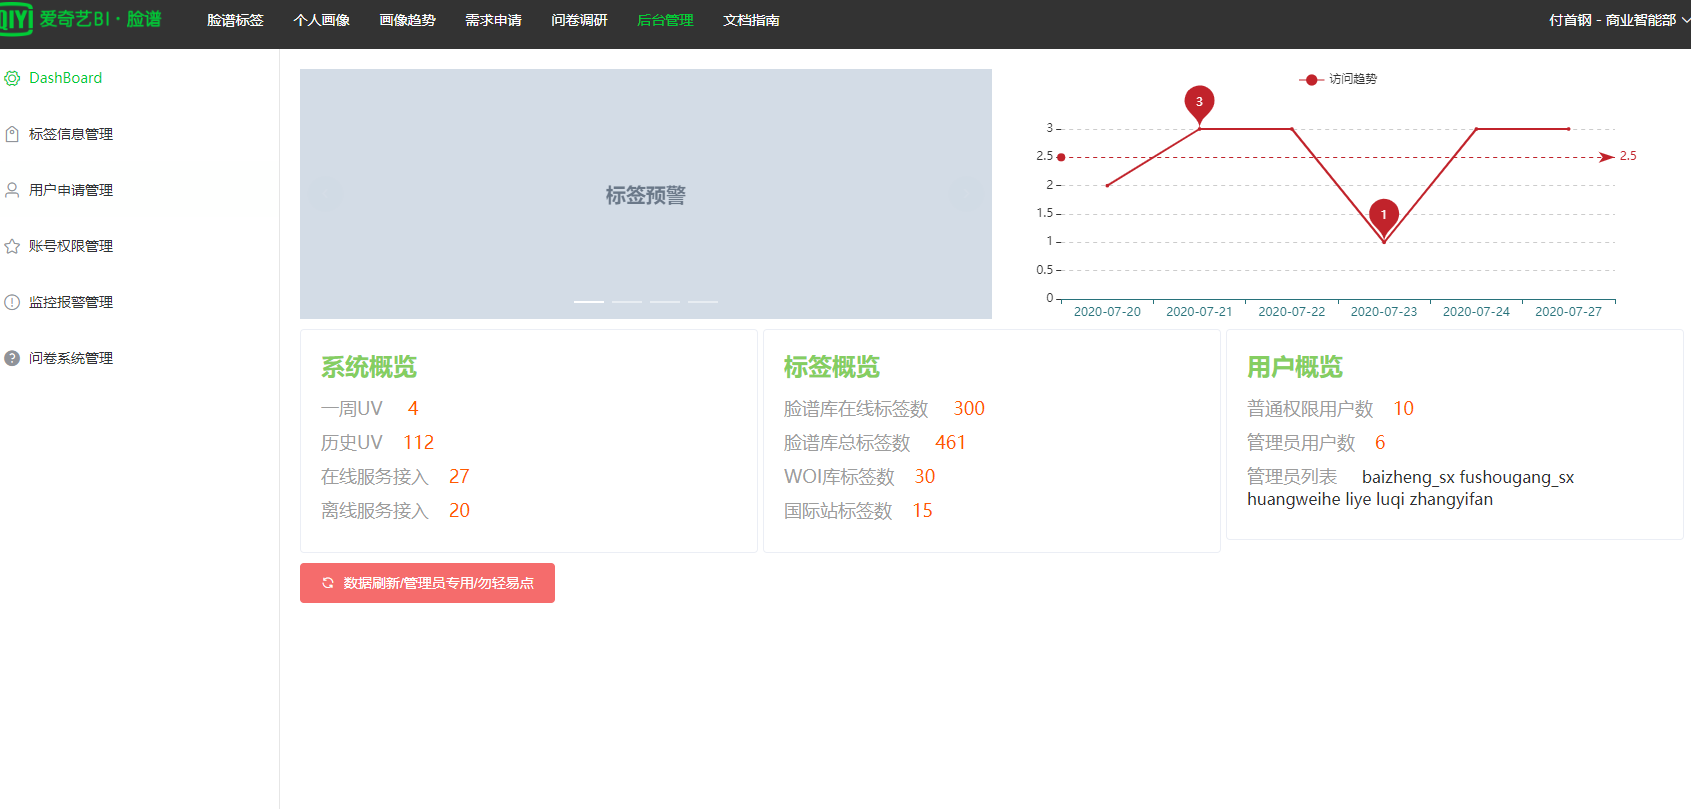 QIYI 爱奇艺BI · 脸谱 脸谱标签 个人画像 画像趋势 需求申请 问卷调研 后台管理 文档指南 付首钢 - 商业智能部
DashBoard
标签信息管理
用户申请管理
账号权限管理
监控报警管理
问卷系统管理
标签预警
访问趋势
3
1
3
2.5
2
1.5
1
0.5
0
2.5
2020-07-20 2020-07-21 2020-07-22 2020-07-23 2020-07-24 2020-07-27
系统概览
一周UV 4
历史UV 112
在线服务接入 27
离线服务接入 20
标签概览
脸谱库在线标签数 300
脸谱库总标签数 461
WOI库标签数 30
国际站标签数 15
用户概览
普通权限用户数 10
管理员用户数 6
管理员列表 baizheng_sx fushougang_sx
huangweihe liye luqi zhangyifan
数据刷新/管理员专用/勿轻易点